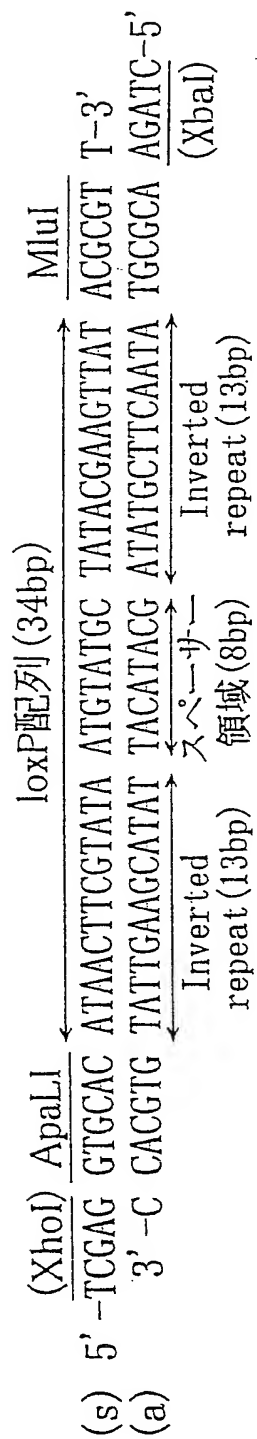 (XhoI) ApaLI loxP配列(34bp) MluI
(s) 5' -TCGAG GTGCAC ATAACTTCGTATA ATGTATGC TATACGAAGTTAT ACGCGT T-3'
(a) 3' -C CACGTG TATTGAAGCATAT TACATACG ATATGCTTCAATA TGCGCA AGATC-5'
Inverted スペーサー Inverted (XbaI)
repeat(13bp) 領域(8bp) repeat(13bp)